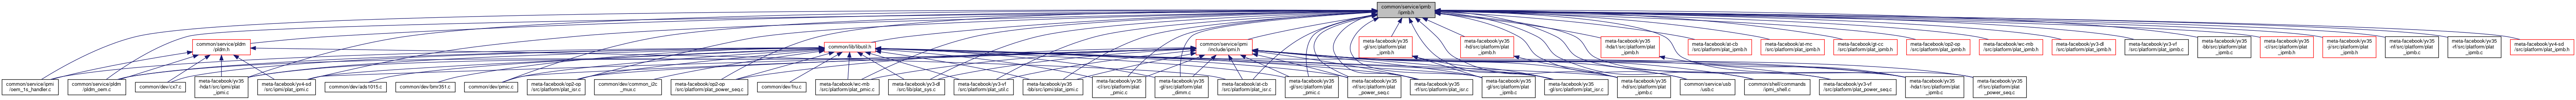 common/service/ipmb
/ipmb.h
common/service/pldm
/pldm.h
common/lib/libutil.h
common/service/ipmi
/include/ipmi.h
meta-facebook/yv35
-gl/src/platform/plat
_ipmb.h
meta-facebook/yv35
-hd/src/platform/plat
_ipmb.h
meta-facebook/yv35
-hda1/src/platform
/plat_ipmb.h
meta-facebook/at-cb
/src/platform/plat_ipmb.h
meta-facebook/at-mc
/src/platform/plat_ipmb.h
meta-facebook/gt-cc
/src/platform/plat_ipmb.h
meta-facebook/op2-op
/src/platform/plat_ipmb.h
meta-facebook/wc-mb
/src/platform/plat_ipmb.h
meta-facebook/yv3-dl
/src/platform/plat_ipmb.h
meta-facebook/yv3-vf
/src/platform/plat_ipmb.c
meta-facebook/yv35
-bb/src/platform/plat
_ipmb.c
meta-facebook/yv35
-cl/src/platform/plat
_ipmb.c
meta-facebook/yv35
-gl/src/platform/plat
_ipmb.h
meta-facebook/yv35
-nf/src/platform/plat
_ipmb.c
meta-facebook/yv35
-rf/src/platform/plat
_ipmb.c
meta-facebook/yv4-sd
/src/platform/plat_ipmb.h
common/service/ipmi
/oem_1s_handler.c
common/service/pldm
/pldm_oem.c
common/dev/cx7.c
meta-facebook/yv35
-hda1/src/ipmi/plat
_ipmi.c
meta-facebook/yv4-sd
/src/ipmi/plat_ipmi.c
common/dev/ads1015.c
common/dev/bmr351.c
common/dev/pmic.c
meta-facebook/op2-op
/src/platform/plat_isr.c
common/dev/common_i2c
_mux.c
meta-facebook/op2-op
/src/platform/plat_power_seq.c
common/lib/hal_i3c.c
meta-facebook/wc-mb
/src/platform/plat_pmic.c
meta-facebook/yv3-dl
/src/lib/plat_sys.c
meta-facebook/yv3-vf
/src/platform/plat_util.c
meta-facebook/yv35
-bb/src/ipmi/plat_ipmi.c
meta-facebook/yv35
-cl/src/platform/plat
_pmic.c
meta-facebook/yv35
-gl/src/platform/plat
_dimm.c
meta-facebook/at-cb
/src/platform/plat_isr.c
meta-facebook/yv35
-gl/src/platform/plat
_pmic.c
meta-facebook/yv35
-nf/src/platform/plat
_power_seq.c
meta-facebook/yv35
-rf/src/platform/plat_isr.c
meta-facebook/yv35
-gl/src/platform/plat
_ipmb.c
meta-facebook/yv35
-gl/src/platform/plat_isr.c
meta-facebook/yv35
-hd/src/platform/plat
_ipmb.c
common/service/usb
/usb.c
common/shell/commands
/ipmi_shell.c
meta-facebook/yv3-vf
/src/platform/plat_power_seq.c
meta-facebook/yv35
-hda1/src/platform/plat
_ipmb.c
meta-facebook/yv35
-rf/src/platform/plat
_power_seq.c